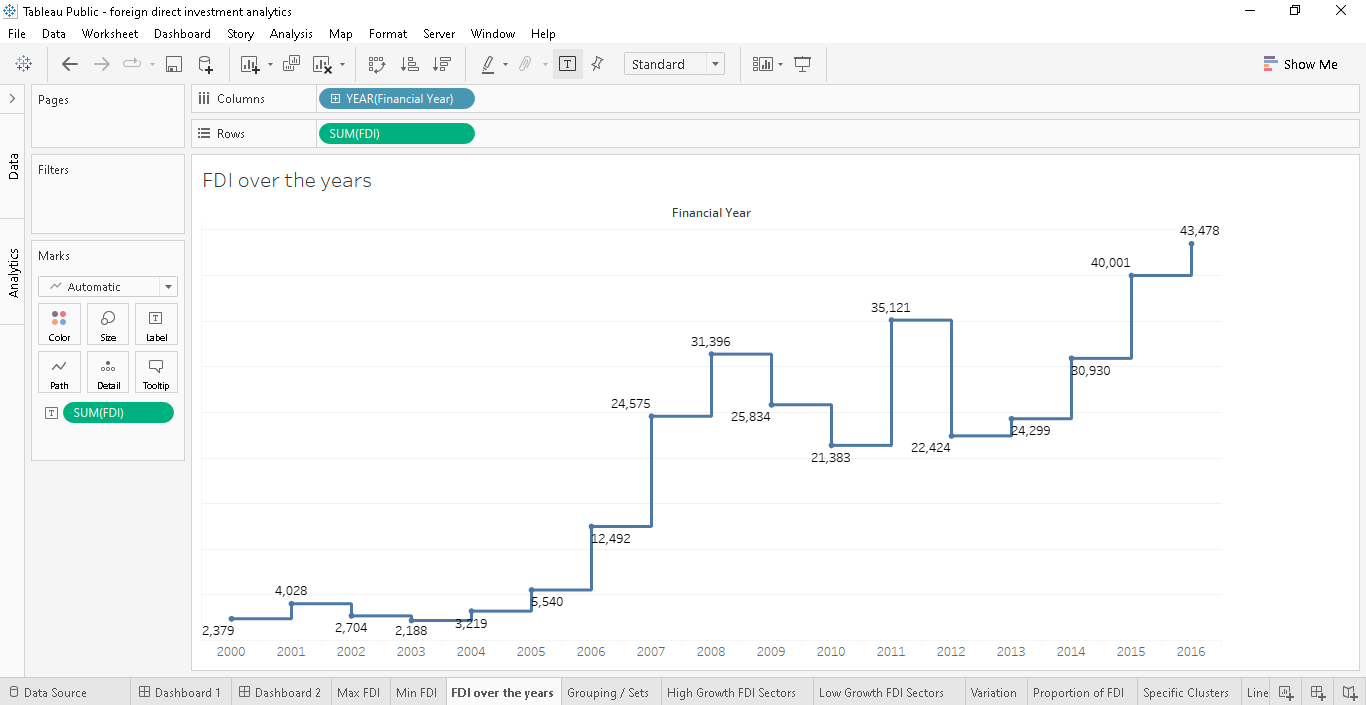 Tableau Public - foreign direct investment analytics
File Data Worksheet Dashboard Story Analysis Map Format Server Window Help
T Standard Show Me
Pages
Columns
YEAR(Financial Year)
Rows
SUM(FDI)
Data
Analytics
Filters
Marks
Automatic
Color Size Label
Path Detail Tooltip
SUM(FDI)
FDI over the years
Financial Year
43,478
40,001
35,121
31,396
30,930
24,575
25,834
24,299
22,424
21,383
12,492
5,540
4,028
3,219
2,704
2,379
2,188
2000 2001 2002 2003 2004 2005 2006 2007 2008 2009 2010 2011 2012 2013 2014 2015 2016
Data Source Dashboard 1 Dashboard 2 Max FDI Min FDI FDI over the years Grouping / Sets High Growth FDI Sectors Low Growth FDI Sectors Variation Proportion of FDI Specific Clusters Line